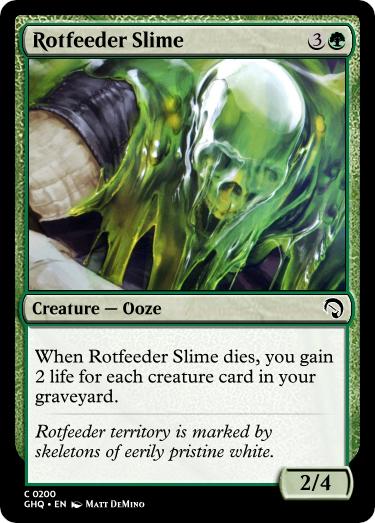 Rotfeeder Slime 3
Creature — Ooze
When Rotfeeder Slime dies, you gain
2 life for each creature card in your
graveyard.
Rotfeeder territory is marked by
skeletons of eerily pristine white.
2/4
C 0200
GHQ • EN Matt DeMino